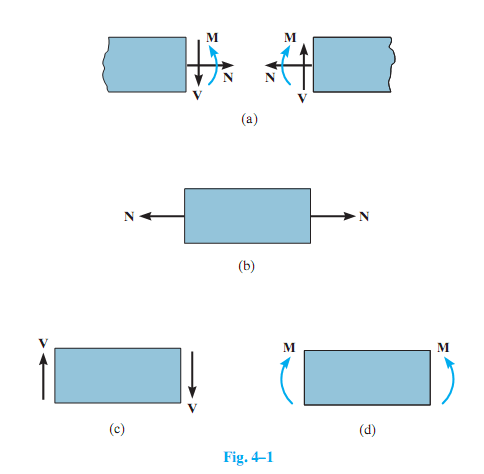 M M
N N
V V
(a)
N N
(b)
V M M
V
(c) (d)
Fig. 4–1